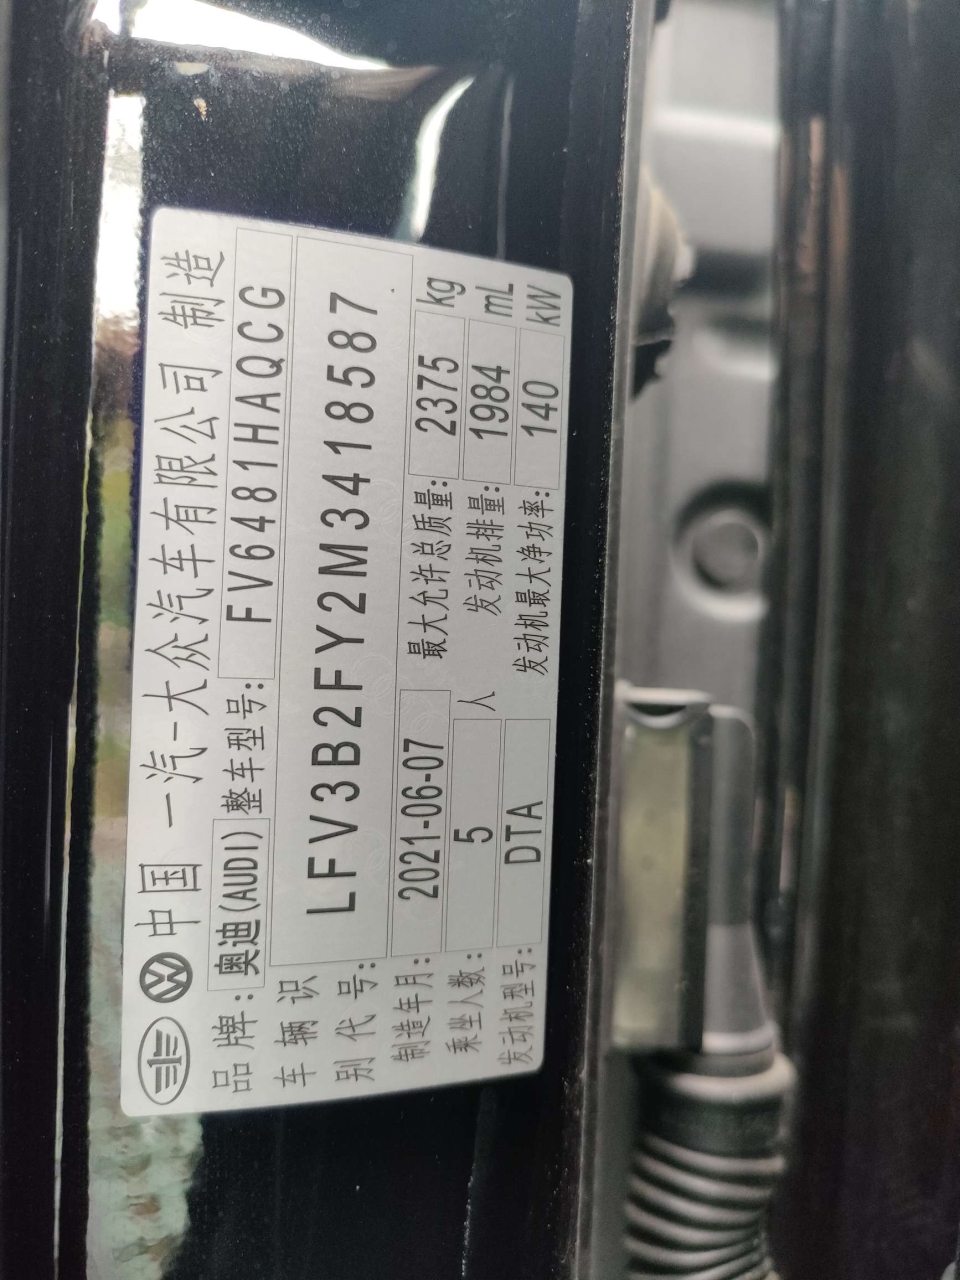 中国 一汽-大众汽车有限公司 制造
品牌: 奥迪(AUDI) 整车型号: FV6481HAQCG
车辆识别代号: LFV3B2FY2M3418587
制造年月: 2021-06-07 最大允许总质量: 2375 kg
乘坐人数: 5 人 发动机排量: 1984 mL
发动机型号: DTA 发动机最大净功率: 140 kW